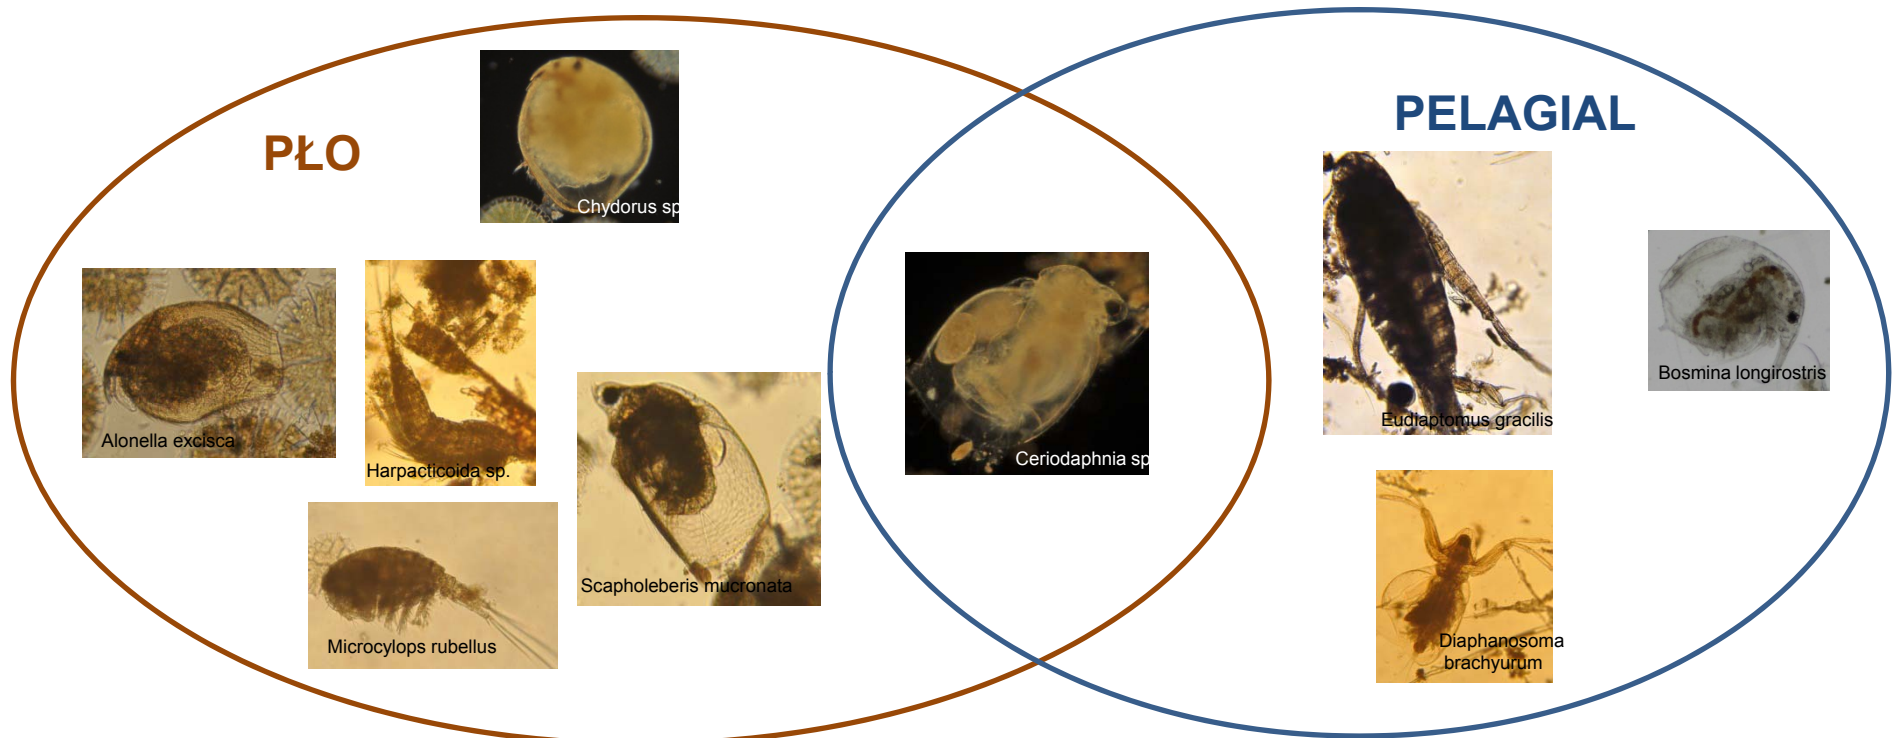 PŁO
PELAGIAL
Chydorus sp
Alonella excisca
Harpacticoida sp.
Scapholeberis mucronata
Microcylops rubellus
Ceriodaphnia sp
Eudiaptomus gracilis
Bosmina longirostris
Diaphanosoma
brachyurum